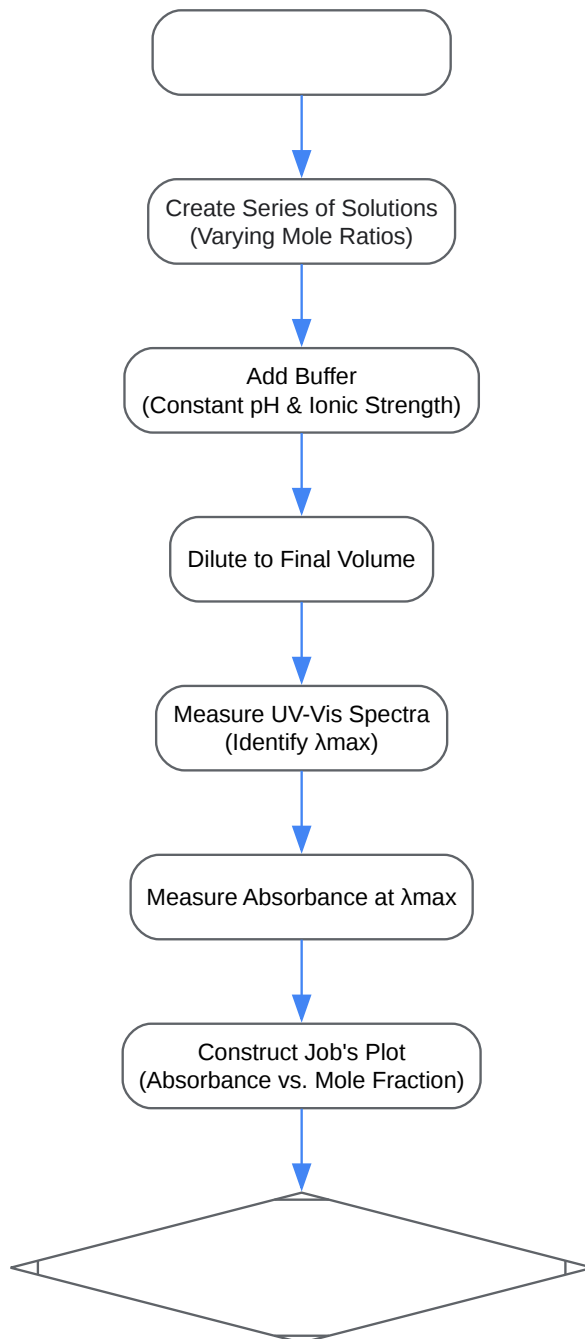 Create Series of Solutions
(Varying Mole Ratios)
Add Buffer
(Constant pH & Ionic Strength)
Dilute to Final Volume
Measure UV-Vis Spectra
(Identify λmax)
Measure Absorbance at λmax
Construct Job's Plot
(Absorbance vs. Mole Fraction)